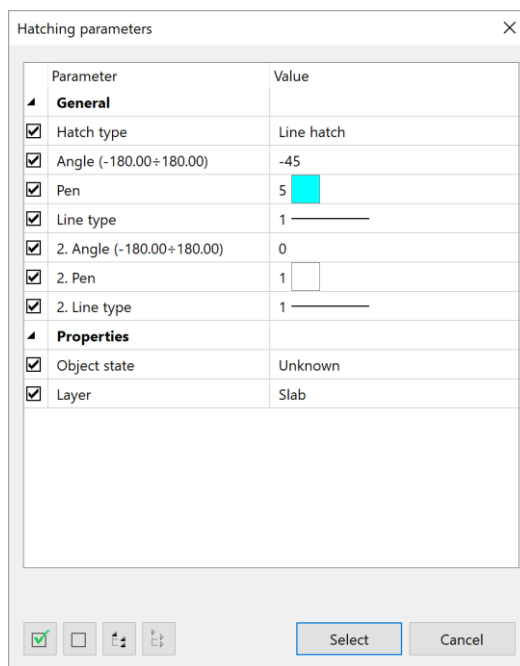 Hatching parameters
Parameter Value
General
Hatch type Line hatch
Angle (-180.00÷180.00) -45
Pen 5
Line type 1
2. Angle (-180.00÷180.00) 0
2. Pen 1
2. Line type 1
Properties
Object state Unknown
Layer Slab
Select Cancel